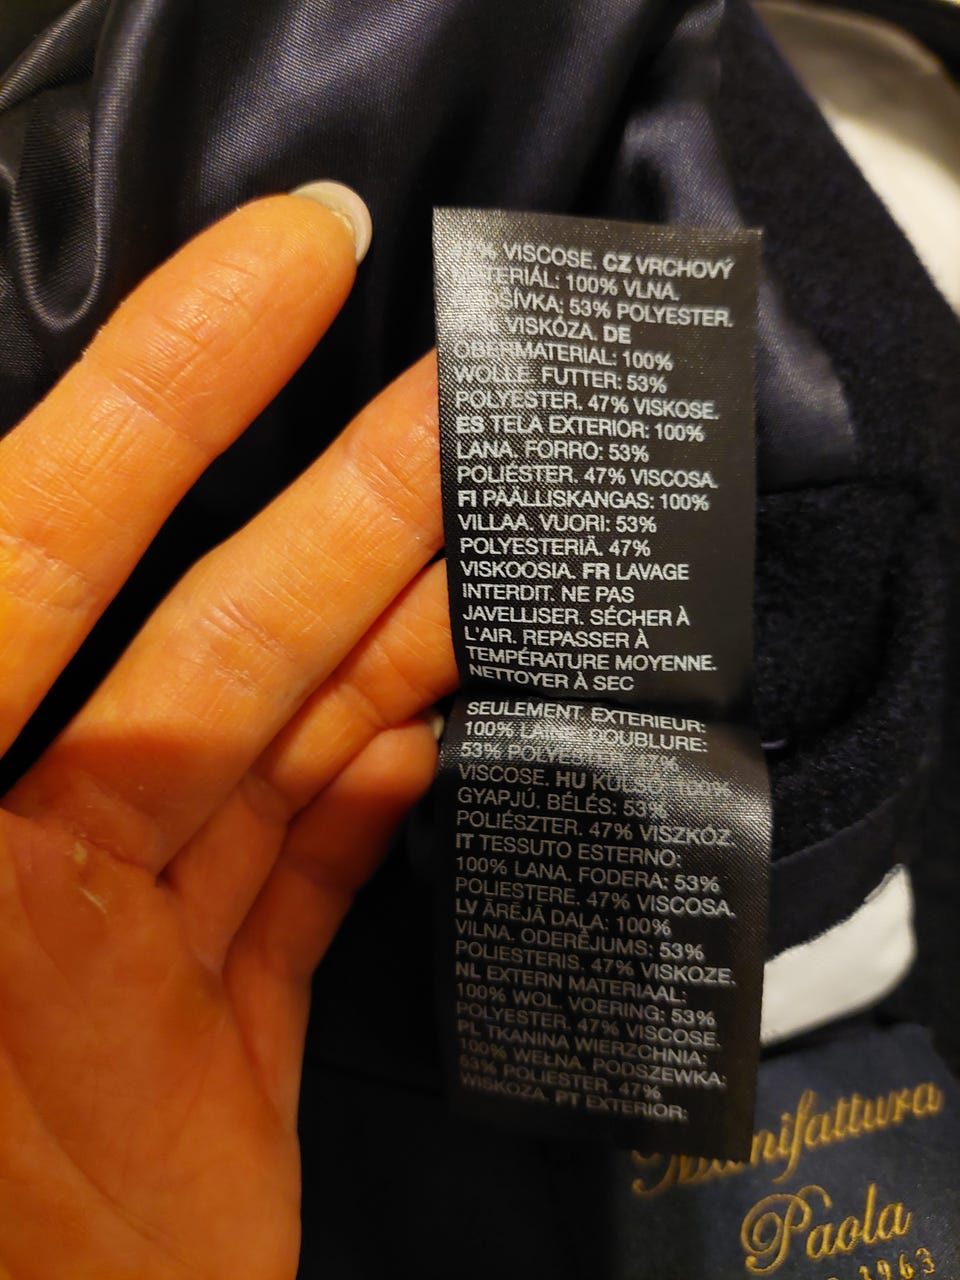 VISCOSE. CZ VRCHOVÝ
MATERIÁL: 100% VLNA.
PODŠÍVKA: 53% POLYESTER.
47% VISKÓZA. DE
OBERMATERIAL: 100%
WOLLE. FUTTER: 53%
POLYESTER. 47% VISKOSE.
ES TELA EXTERIOR: 100%
LANA. FORRO: 53%
POLIÉSTER. 47% VISCOSA.
FI PÄÄLLISKANGAS: 100%
VILLAA. VUORI: 53%
POLYESTERIÄ. 47%
VISKOOSIA. FR LAVAGE
INTERDIT. NE PAS
JAVELLISER. SÉCHER À
L'AIR. REPASSER À
TEMPÉRATURE MOYENNE.
NETTOYER À SEC
SEULEMENT. EXTERIEUR:
100% LAINE. DOUBLURE:
53% POLYESTER. 47%
VISCOSE. HU KÜLSŐ: 100%
GYAPJÚ. BÉLÉS: 53%
POLIÉSZTER. 47% VISZKÓZ.
IT TESSUTO ESTERNO:
100% LANA. FODERA: 53%
POLIESTERE. 47% VISCOSA.
LV ĀRĒJĀ DAĻA: 100%
VILNA. ODERĒJUMS: 53%
POLIESTERIS. 47% VISKOZE.
NL EXTERN MATERIAAL:
100% WOL. VOERING: 53%
POLYESTER. 47% VISCOSE.
PL TKANINA WIERZCHNIA:
100% WEŁNA. PODSZEWKA:
53% POLIESTER. 47%
WISKOZA. PT EXTERIOR:
Manifattura
Paola
1963